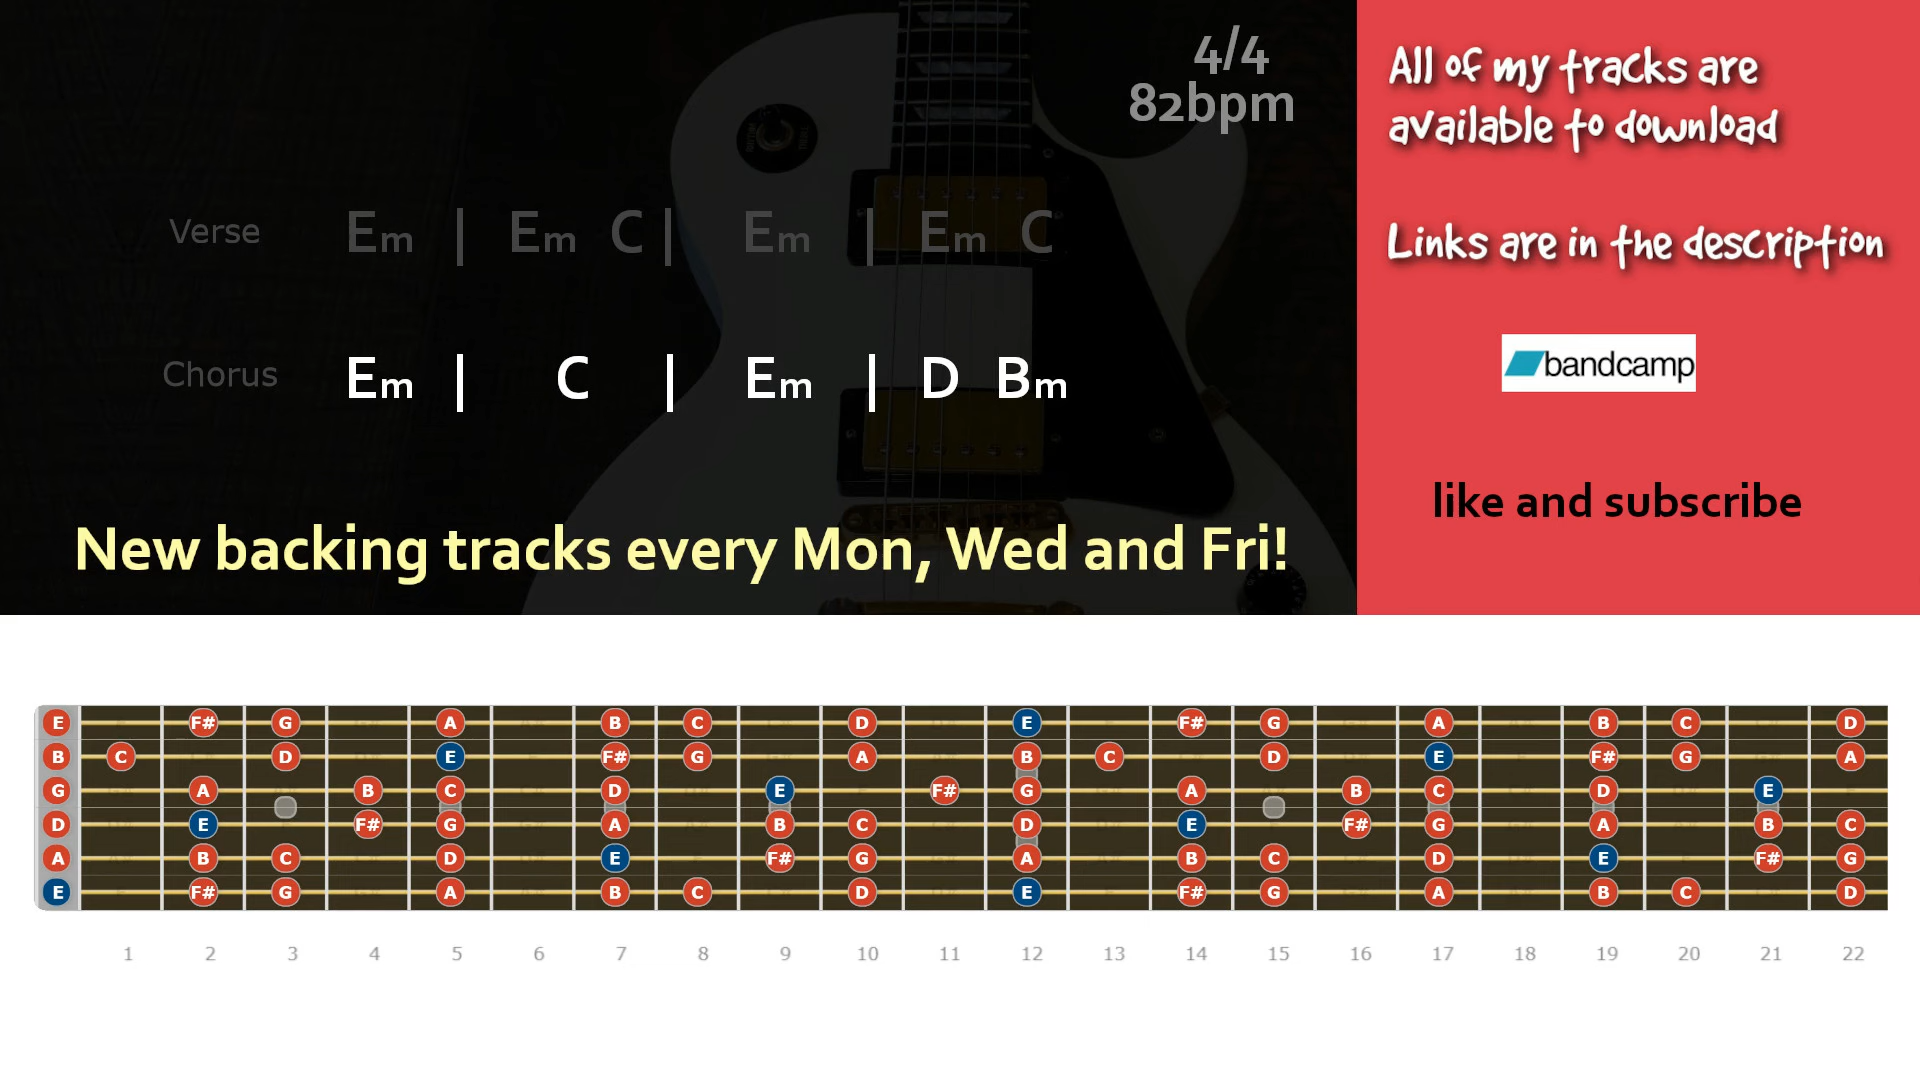 4/4
82bpm
Verse Em | Em C | Em | Em C
Chorus Em | C | Em | D Bm
New backing tracks every Mon, Wed and Fri!
All of my tracks are
available to download
Links are in the description
bandcamp
like and subscribe
E F# G A B C D E F# G A B C D
B C D E F# G A B C D E F# G A
G A B C D E F# G A B C D E
D E F# G A B C D E F# G A B C
A B C D E F# G A B C D E F# G
E F# G A B C D E F# G A B C D
1 2 3 4 5 6 7 8 9 10 11 12 13 14 15 16 17 18 19 20 21 22